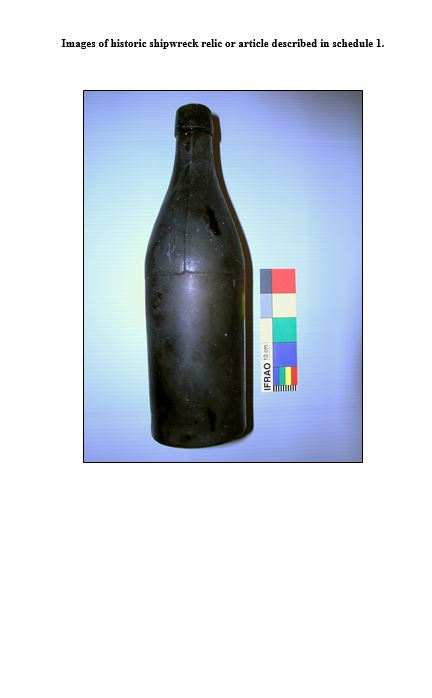 Images of historic shipwreck relic or article described in schedule 1.
IFRAO 10 cm